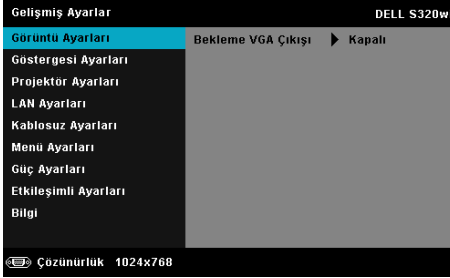 Gelişmiş Ayarlar DELL S320wi
Görüntü Ayarları Bekleme VGA Çıkışı Kapalı
Göstergesi Ayarları
Projektör Ayarları
LAN Ayarları
Kablosuz Ayarları
Menü Ayarları
Güç Ayarları
Etkileşimli Ayarları
Bilgi
Çözünürlük 1024x768